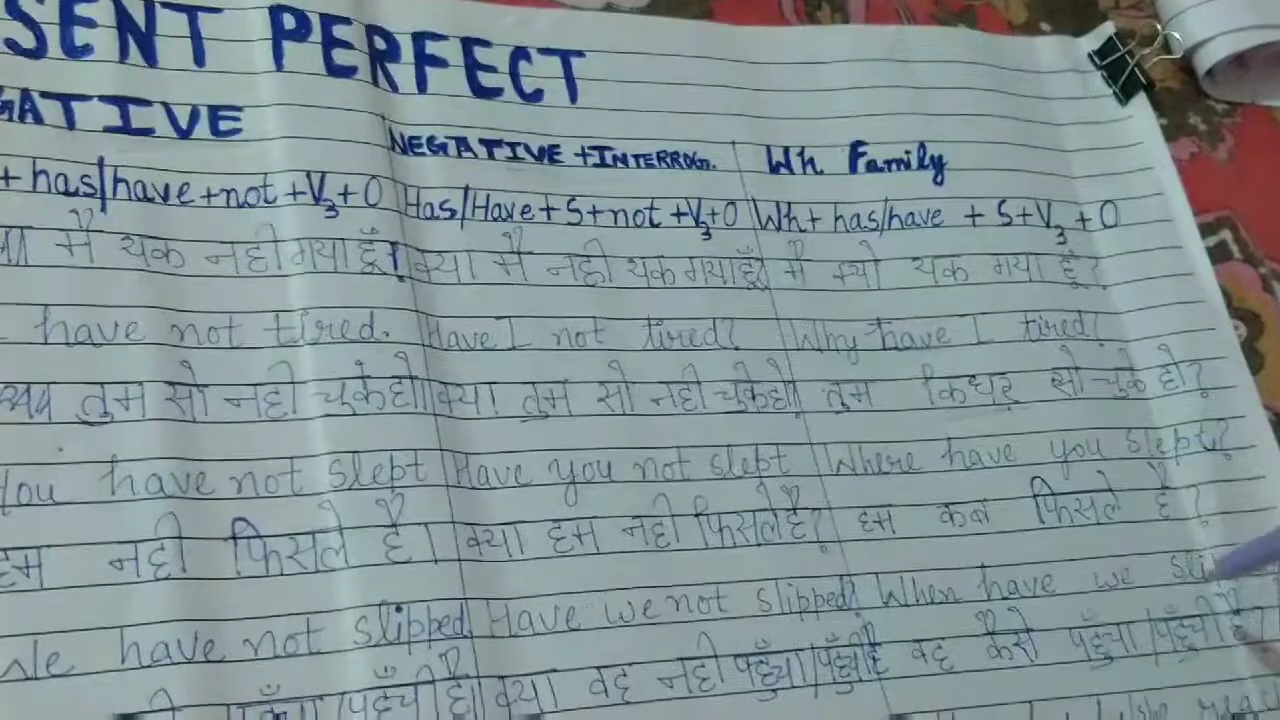 SENT PERFECT
GATIVE
NEGATIVE + INTERROGn. Wh Family
+ has/have+not +V3+O Has/Have + S+not +V3+O Wh+ has/have + S+V3 +O
मैं थक नही गया हूँ। क्या मैं नही थक गया हूँ? मैं क्यो थक गया हूँ?
have not tired. Have I not tired? Why have I tired?
तुम सो नही चुके हो क्या तुम सो नही चुके हो? तुम किधर सो चुके हो?
You have not slept Have you not slept Where have you slept?
हम नही फिसले हैं। क्या हम नही फिसले हैं? हम कब फिसले हैं?
We have not slipped Have we not slipped? When have we sli
पहुँची है। क्या वह नही पहुँचा/पहुँची है वह कैसे पहुँचा/पहुँची है?